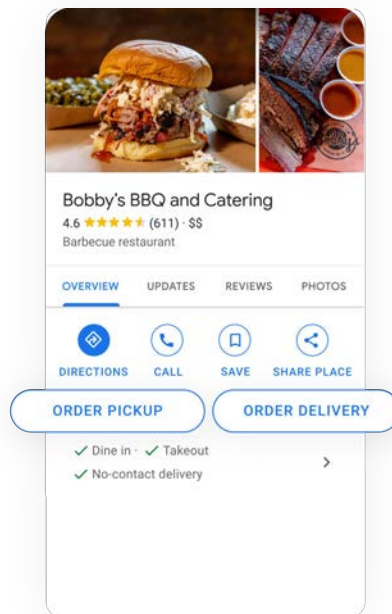 Bobby's BBQ and Catering
4.6 ★★★★★ (611) · $$
Barbecue restaurant
OVERVIEW UPDATES REVIEWS PHOTOS
DIRECTIONS CALL SAVE SHARE PLACE
ORDER PICKUP ORDER DELIVERY
✓ Dine in · ✓ Takeout
✓ No-contact delivery